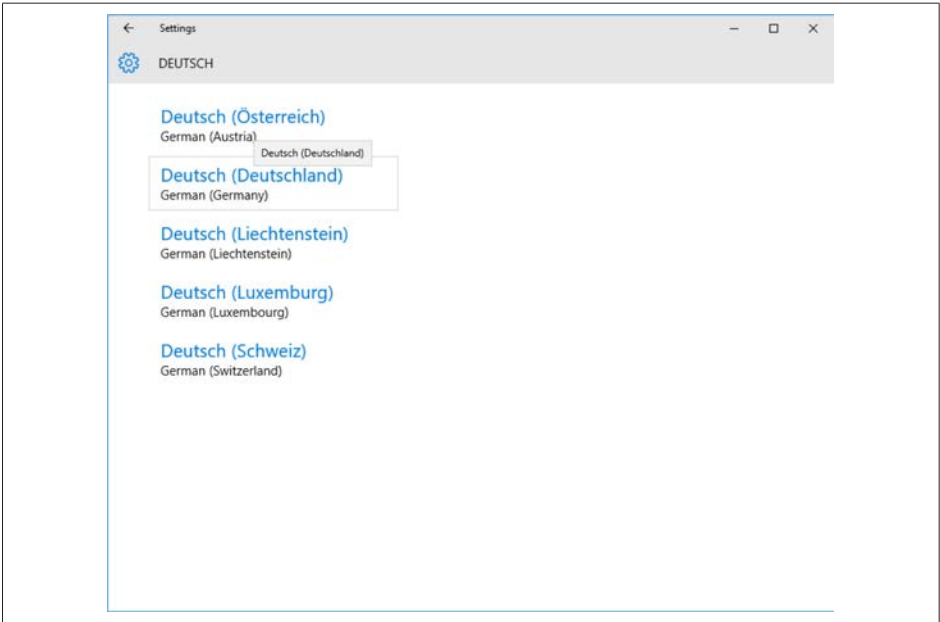 Settings
DEUTSCH
Deutsch (Österreich)
German (Austria)
Deutsch (Deutschland)
Deutsch (Deutschland)
German (Germany)
Deutsch (Liechtenstein)
German (Liechtenstein)
Deutsch (Luxemburg)
German (Luxembourg)
Deutsch (Schweiz)
German (Switzerland)